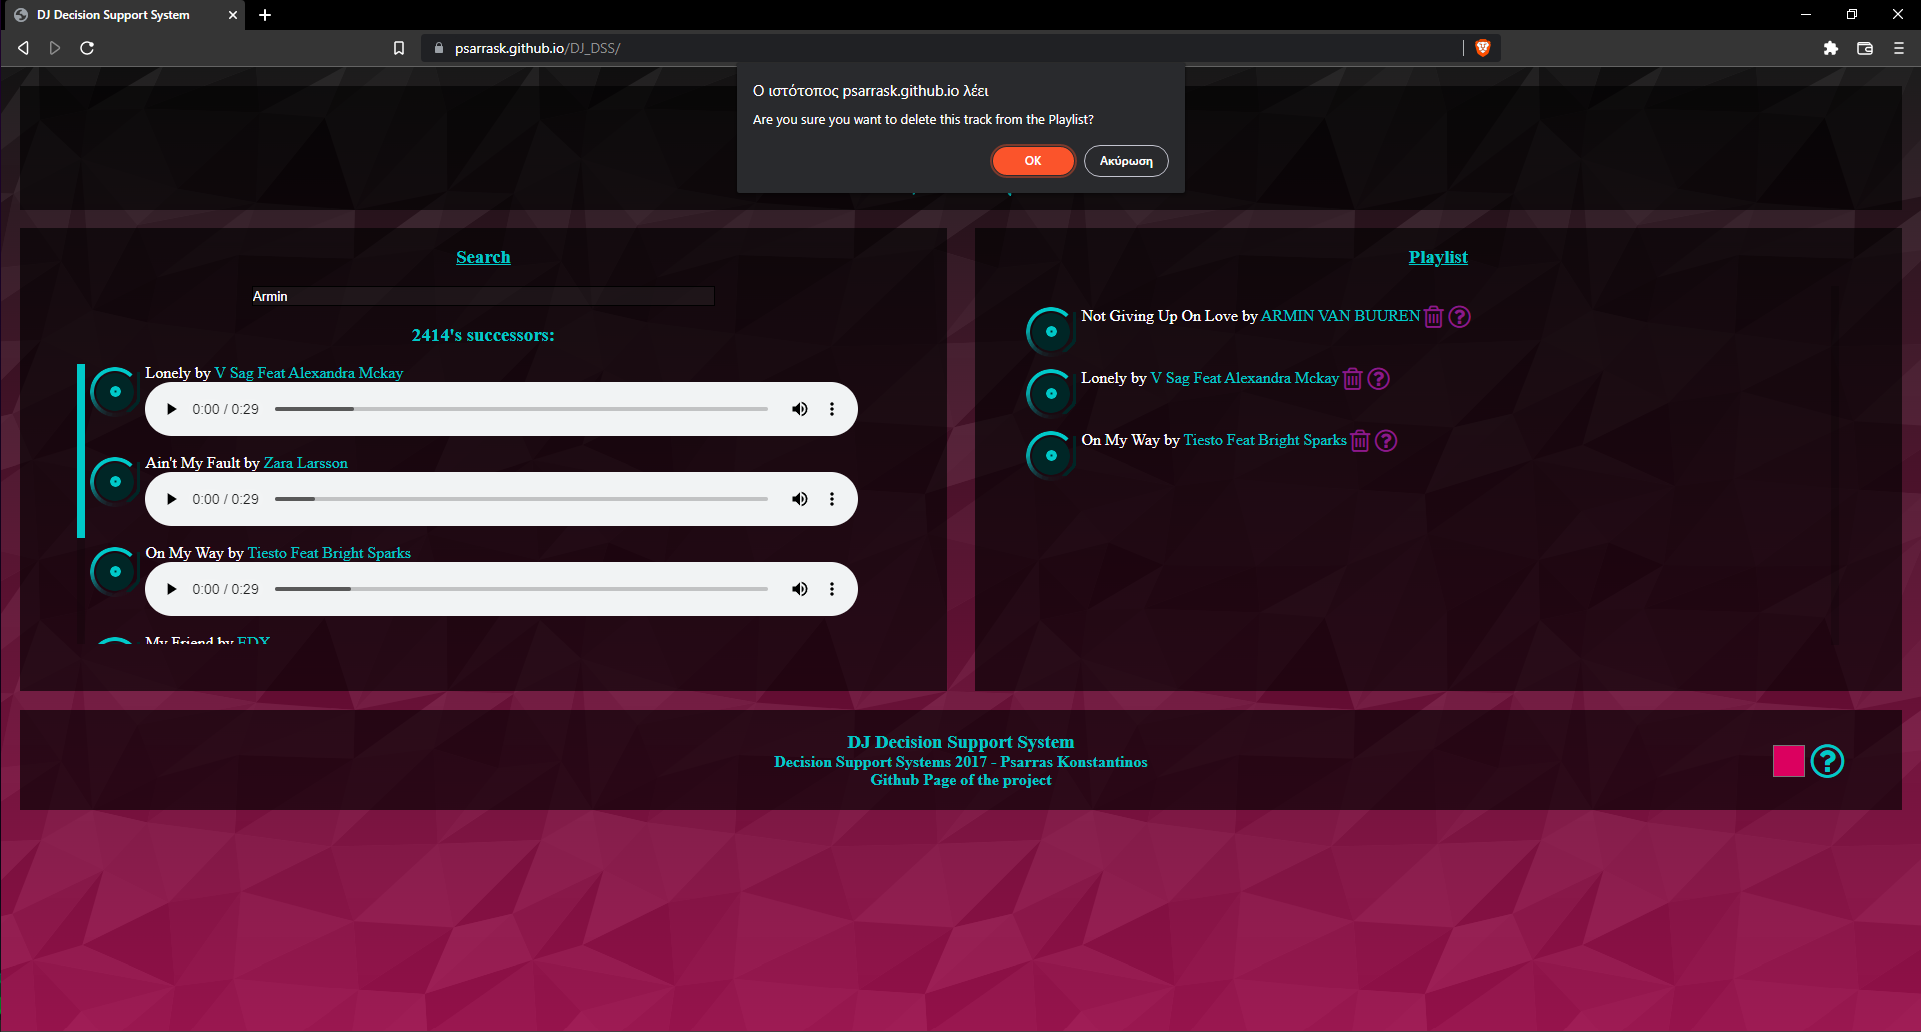 DJ Decision Support System
psarrask.github.io/DJ_DSS/
Ο ιστότοπος psarrask.github.io λέει
Are you sure you want to delete this track from the Playlist?
OK
Ακύρωση
Search
Armin
2414's successors:
Lonely by V Sag Feat Alexandra Mckay
0:00 / 0:29
Ain't My Fault by Zara Larsson
0:00 / 0:29
On My Way by Tiesto Feat Bright Sparks
0:00 / 0:29
My Friend by EDX
Playlist
Not Giving Up On Love by ARMIN VAN BUUREN
Lonely by V Sag Feat Alexandra Mckay
On My Way by Tiesto Feat Bright Sparks
DJ Decision Support System
Decision Support Systems 2017 - Psarras Konstantinos
Github Page of the project